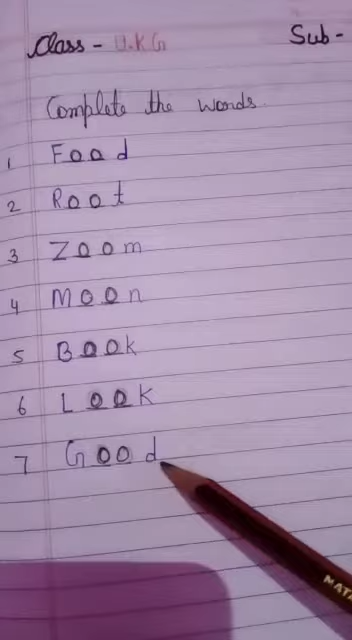 Class - U.K.G Sub -
Complete the words.
1 Food
2 Root
3 Zoom
4 Moon
5 Book
6 Look
7 Good
MATA